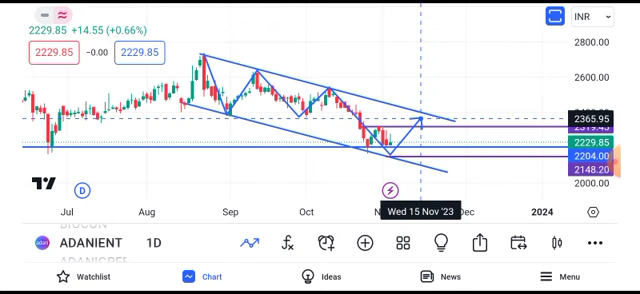 INR
2229.85 +14.55 (+0.66%)
2229.85 −0.00 2229.85
2800.00
2600.00
2365.95
2319.45
2229.85
2204.00
2148.20
2000.00
D
Jul Aug Sep Oct Wed 15 Nov '23 Dec 2024
ADANIENT 1D
Watchlist Chart Ideas News Menu